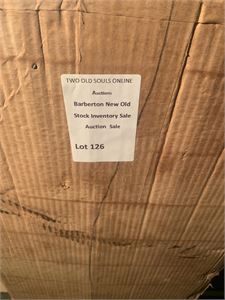 TWO OLD SOULS ONLINE
Auctions
Barberton New Old
Stock Inventory Sale
Auction Sale
Lot 126